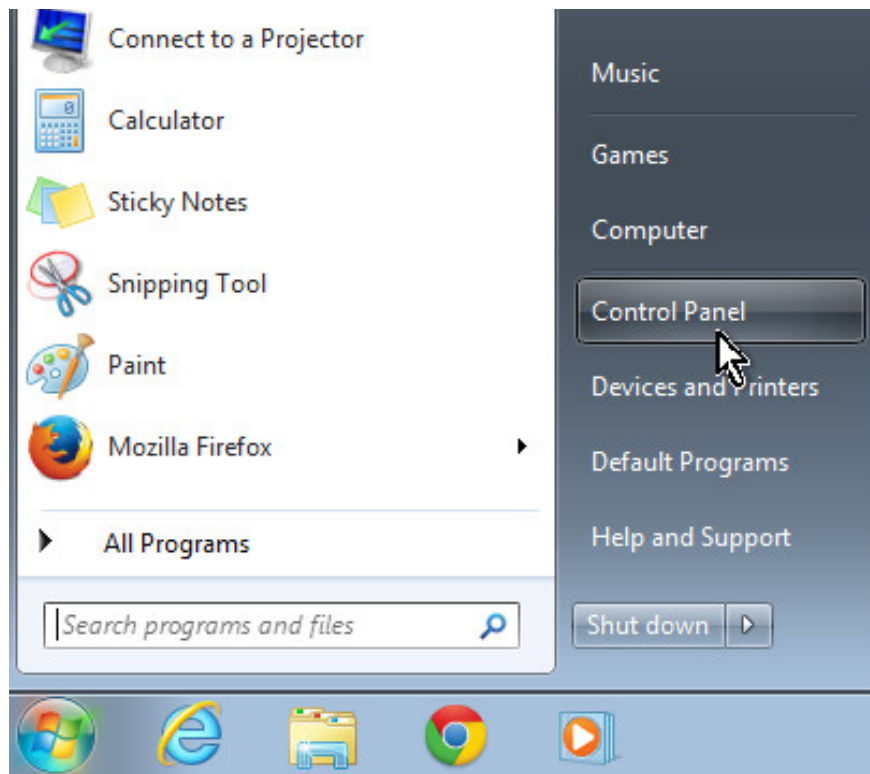 Connect to a Projector
Calculator
Sticky Notes
Snipping Tool
Paint
Mozilla Firefox
All Programs
Search programs and files
Music
Games
Computer
Control Panel
Devices and Printers
Default Programs
Help and Support
Shut down